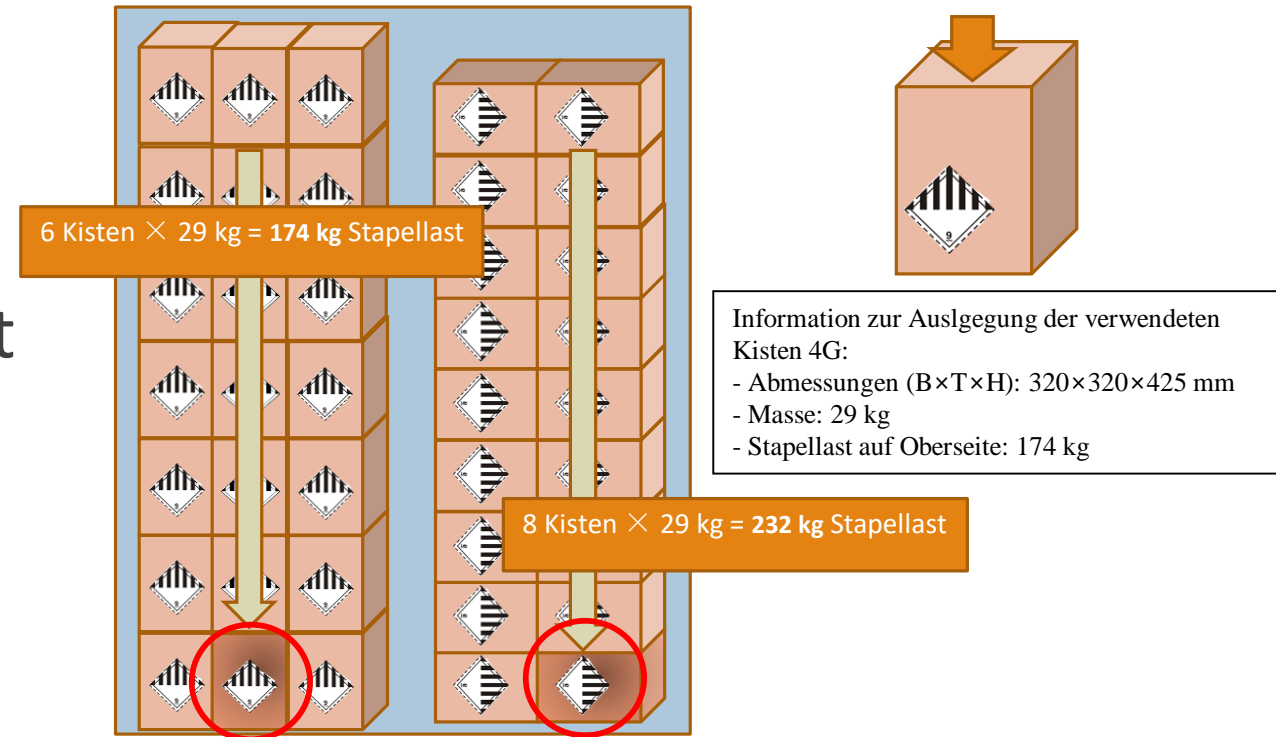 6 Kisten × 29 kg = 174 kg Stapellast
t
8 Kisten × 29 kg = 232 kg Stapellast
9
Information zur Auslgegung der verwendeten
Kisten 4G:
- Abmessungen (B×T×H): 320×320×425 mm
- Masse: 29 kg
- Stapellast auf Oberseite: 174 kg